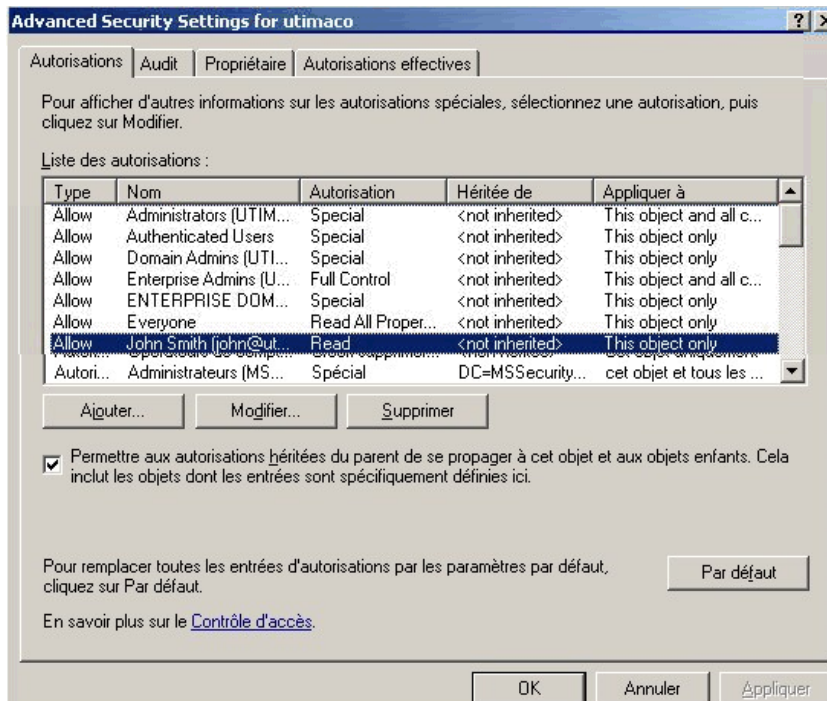 Advanced Security Settings for utimaco
Autorisations Audit Propriétaire Autorisations effectives
Pour afficher d'autres informations sur les autorisations spéciales, sélectionnez une autorisation, puis
cliquez sur Modifier.
Liste des autorisations :
Type Nom Autorisation Héritée de Appliquer à
Allow Administrators (UTIM... Special <not inherited> This object and all c...
Allow Authenticated Users Special <not inherited> This object only
Allow Domain Admins (UTI... Special <not inherited> This object only
Allow Enterprise Admins (U... Full Control <not inherited> This object and all c...
Allow ENTERPRISE DOM... Special <not inherited> This object only
Allow Everyone Read All Proper... <not inherited> This object only
Allow John Smith (john@ut... Read <not inherited> This object only
Autori... Administrateurs (MS... Spécial DC=MSSecurity... cet objet et tous les ...
Ajouter... Modifier... Supprimer
Permettre aux autorisations héritées du parent de se propager à cet objet et aux objets enfants. Cela
inclut les objets dont les entrées sont spécifiquement définies ici.
Pour remplacer toutes les entrées d'autorisations par les paramètres par défaut,
cliquez sur Par défaut.
Par défaut
En savoir plus sur le Contrôle d'accès.
OK Annuler Appliquer